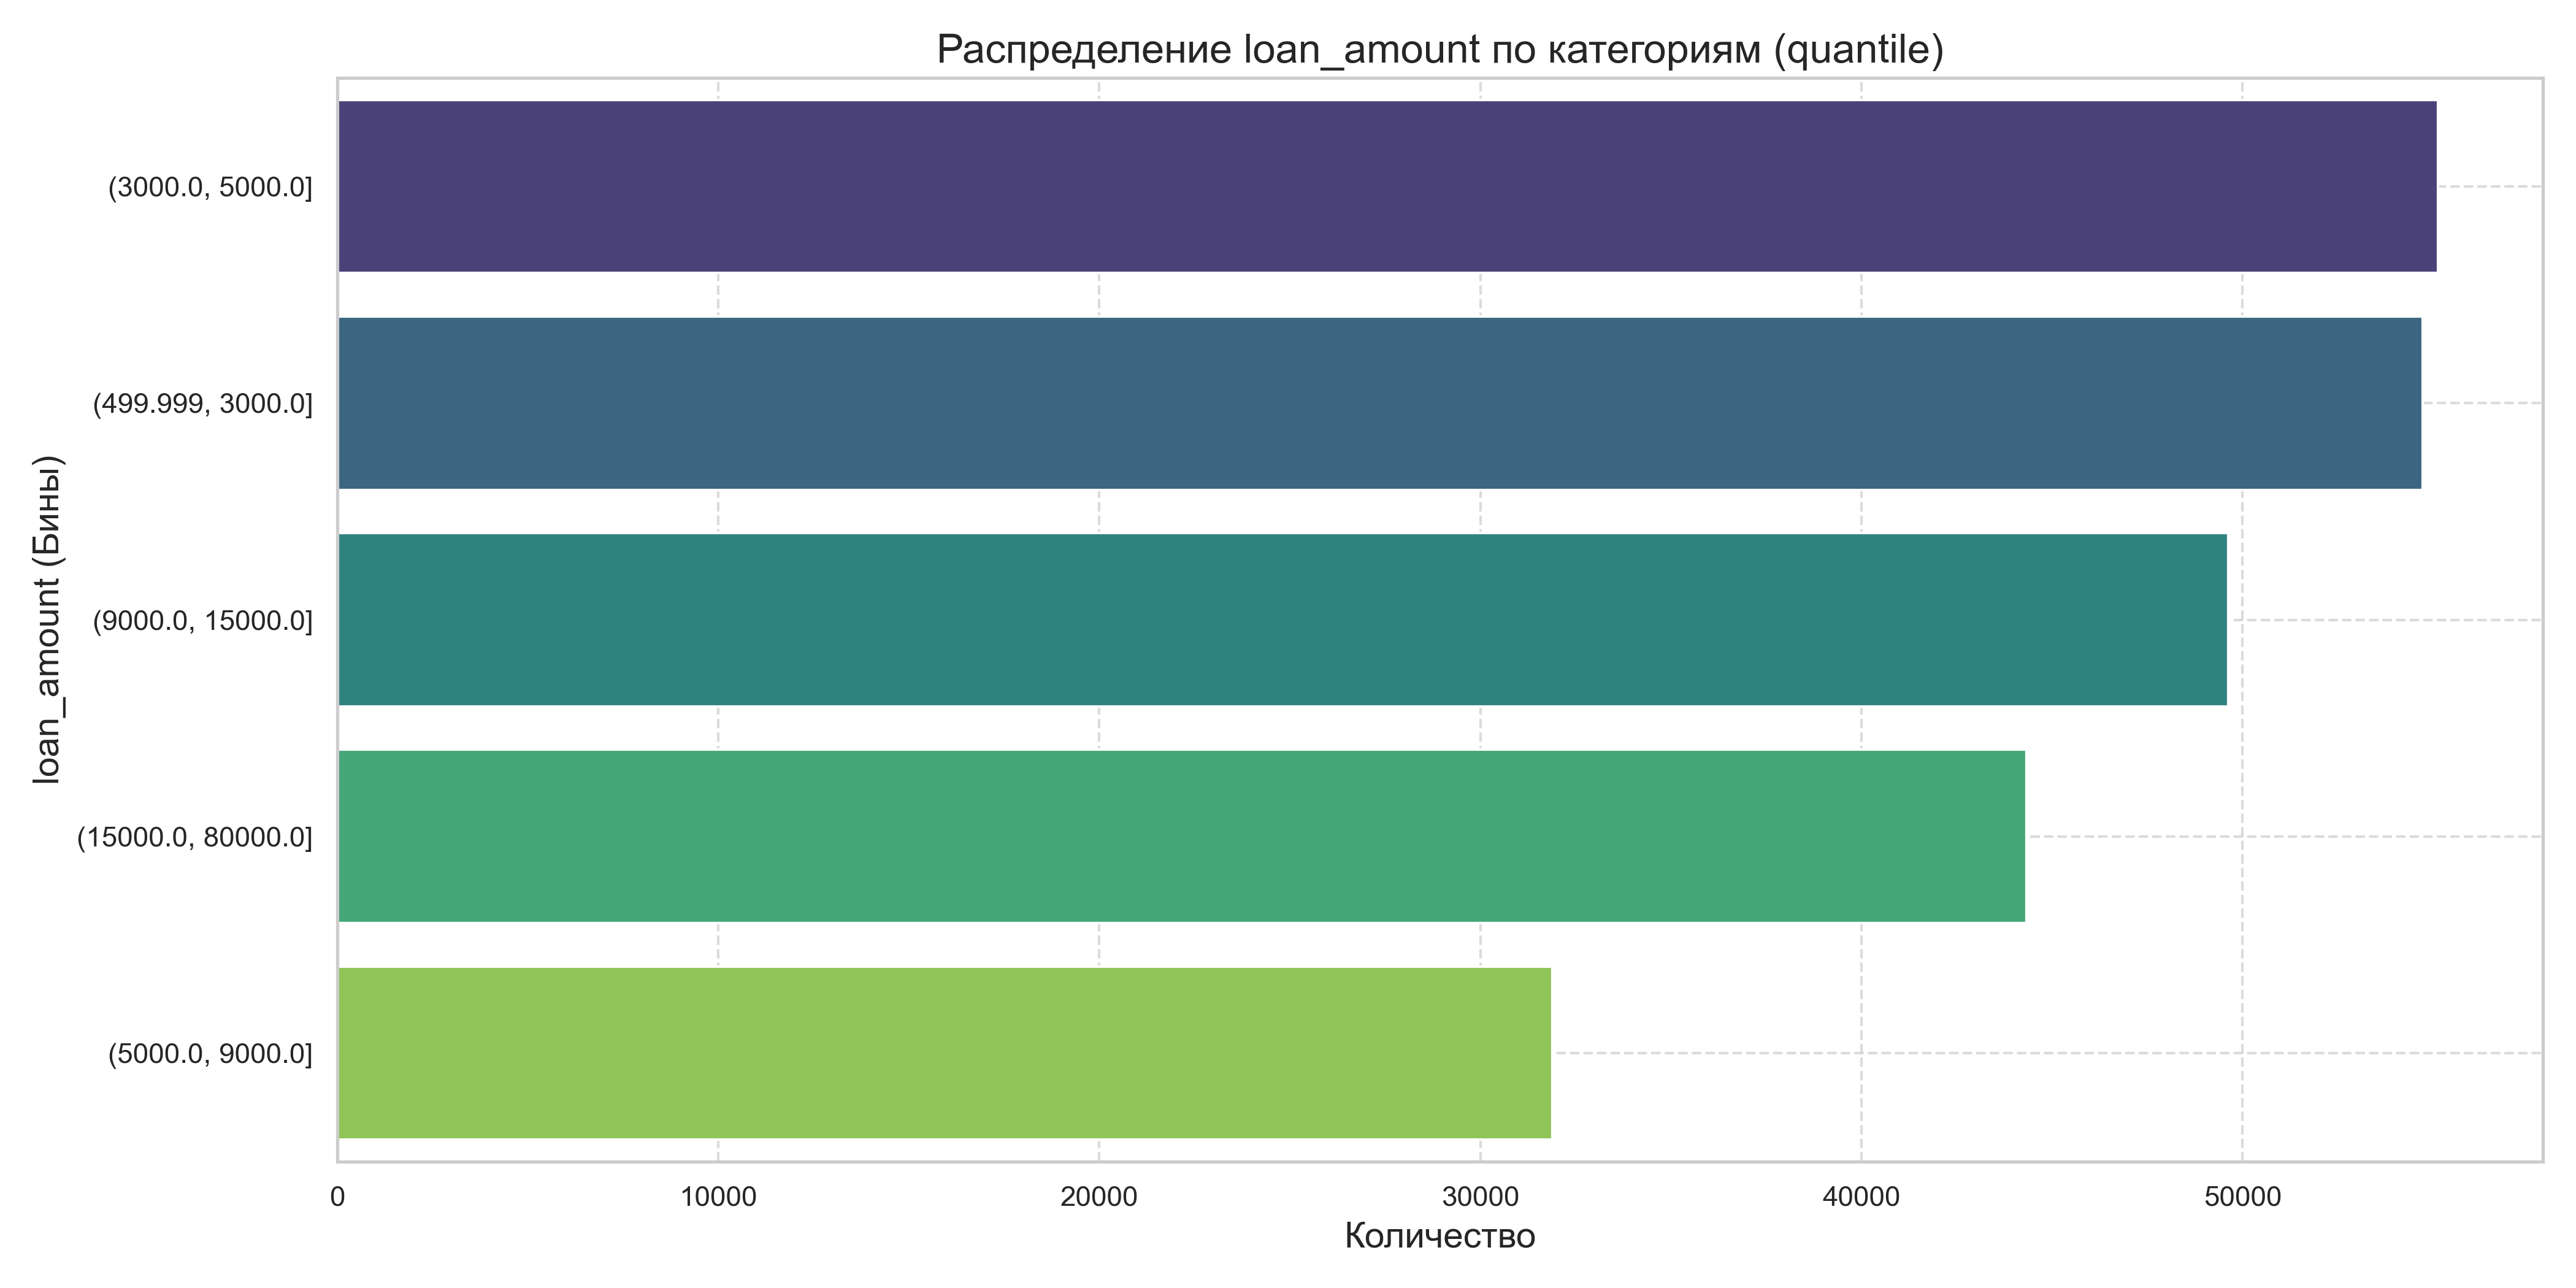 Распределение loan_amount по категориям (quantile)
loan_amount (Бины)
(3000.0, 5000.0]
(499.999, 3000.0]
(9000.0, 15000.0]
(15000.0, 80000.0]
(5000.0, 9000.0]
0 10000 20000 30000 40000 50000
Количество